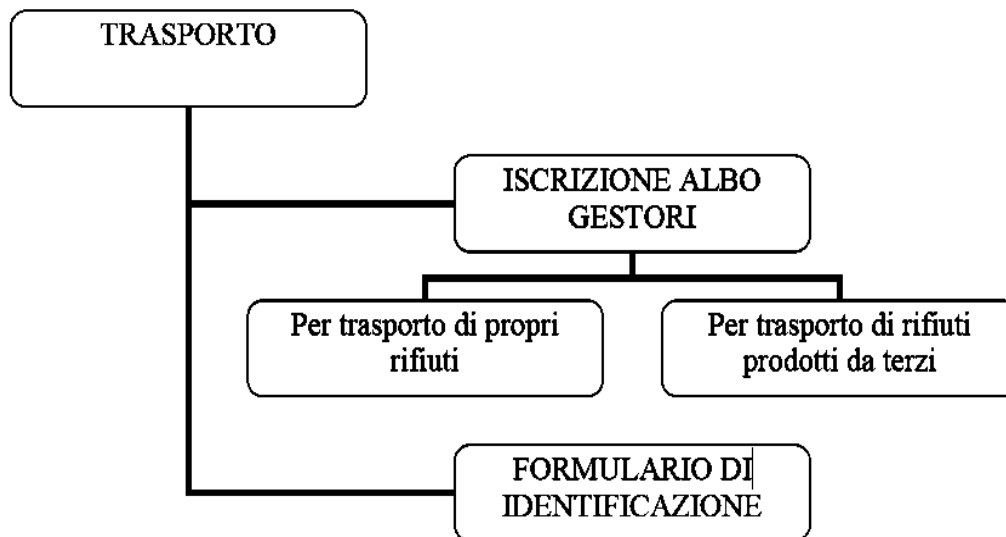 TRASPORTO
ISCRIZIONE ALBO
GESTORI
Per trasporto di propri
rifiuti
Per trasporto di rifiuti
prodotti da terzi
FORMULARIO DI
IDENTIFICAZIONE